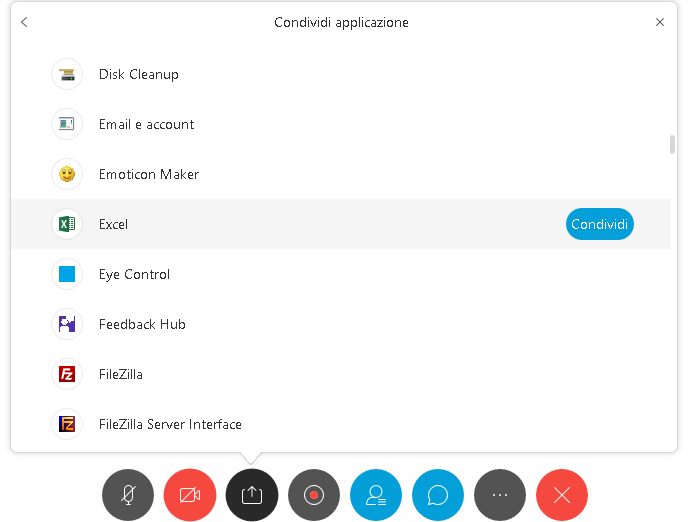 Condividi applicazione
Disk Cleanup
Email e account
Emoticon Maker
Excel Condividi
Eye Control
Feedback Hub
FileZilla
FileZilla Server Interface